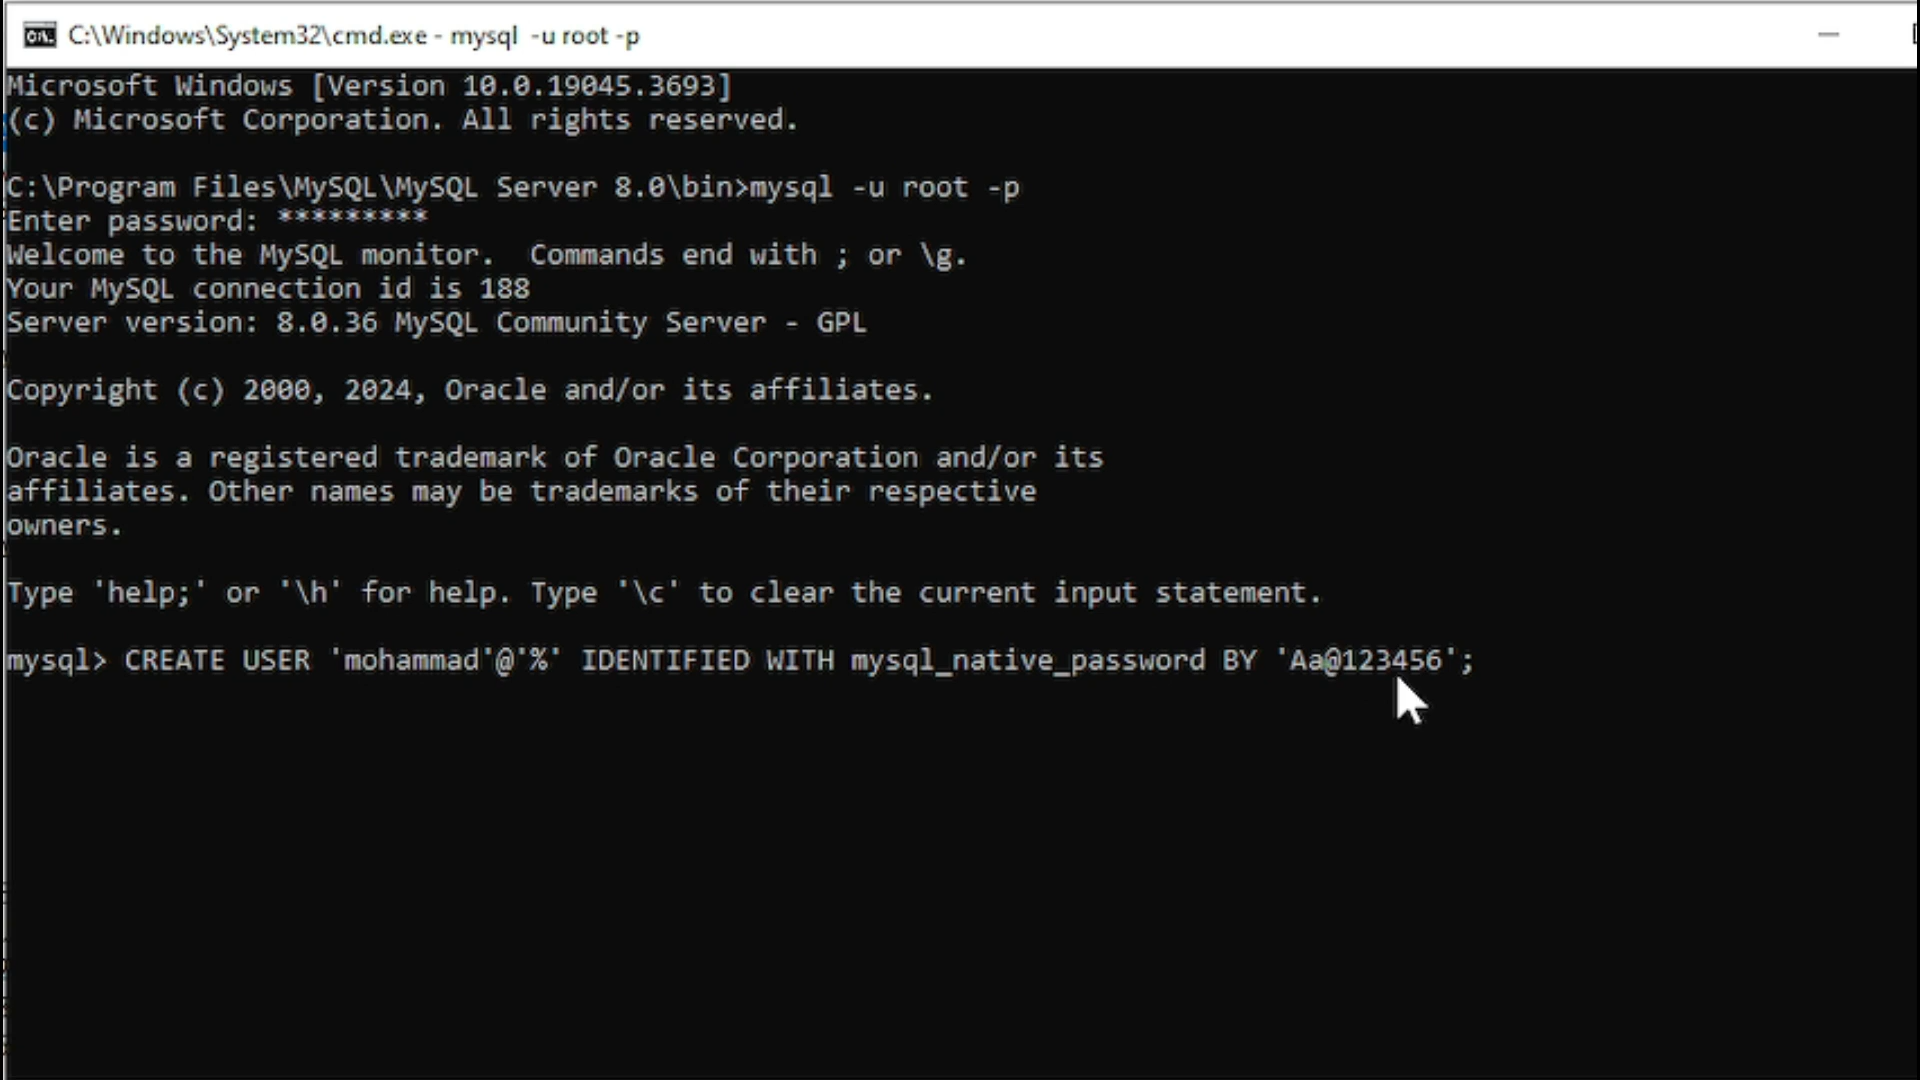 C:\Windows\System32\cmd.exe - mysql  -u root -p
Microsoft Windows [Version 10.0.19045.3693]
(c) Microsoft Corporation. All rights reserved.
C:\Program Files\MySQL\MySQL Server 8.0\bin>mysql -u root -p
Enter password: *********
Welcome to the MySQL monitor.  Commands end with ; or \g.
Your MySQL connection id is 188
Server version: 8.0.36 MySQL Community Server - GPL
Copyright (c) 2000, 2024, Oracle and/or its affiliates.
Oracle is a registered trademark of Oracle Corporation and/or its
affiliates. Other names may be trademarks of their respective
owners.
Type 'help;' or '\h' for help. Type '\c' to clear the current input statement.
mysql> CREATE USER 'mohammad'@'%' IDENTIFIED WITH mysql_native_password BY 'Aa@123456';